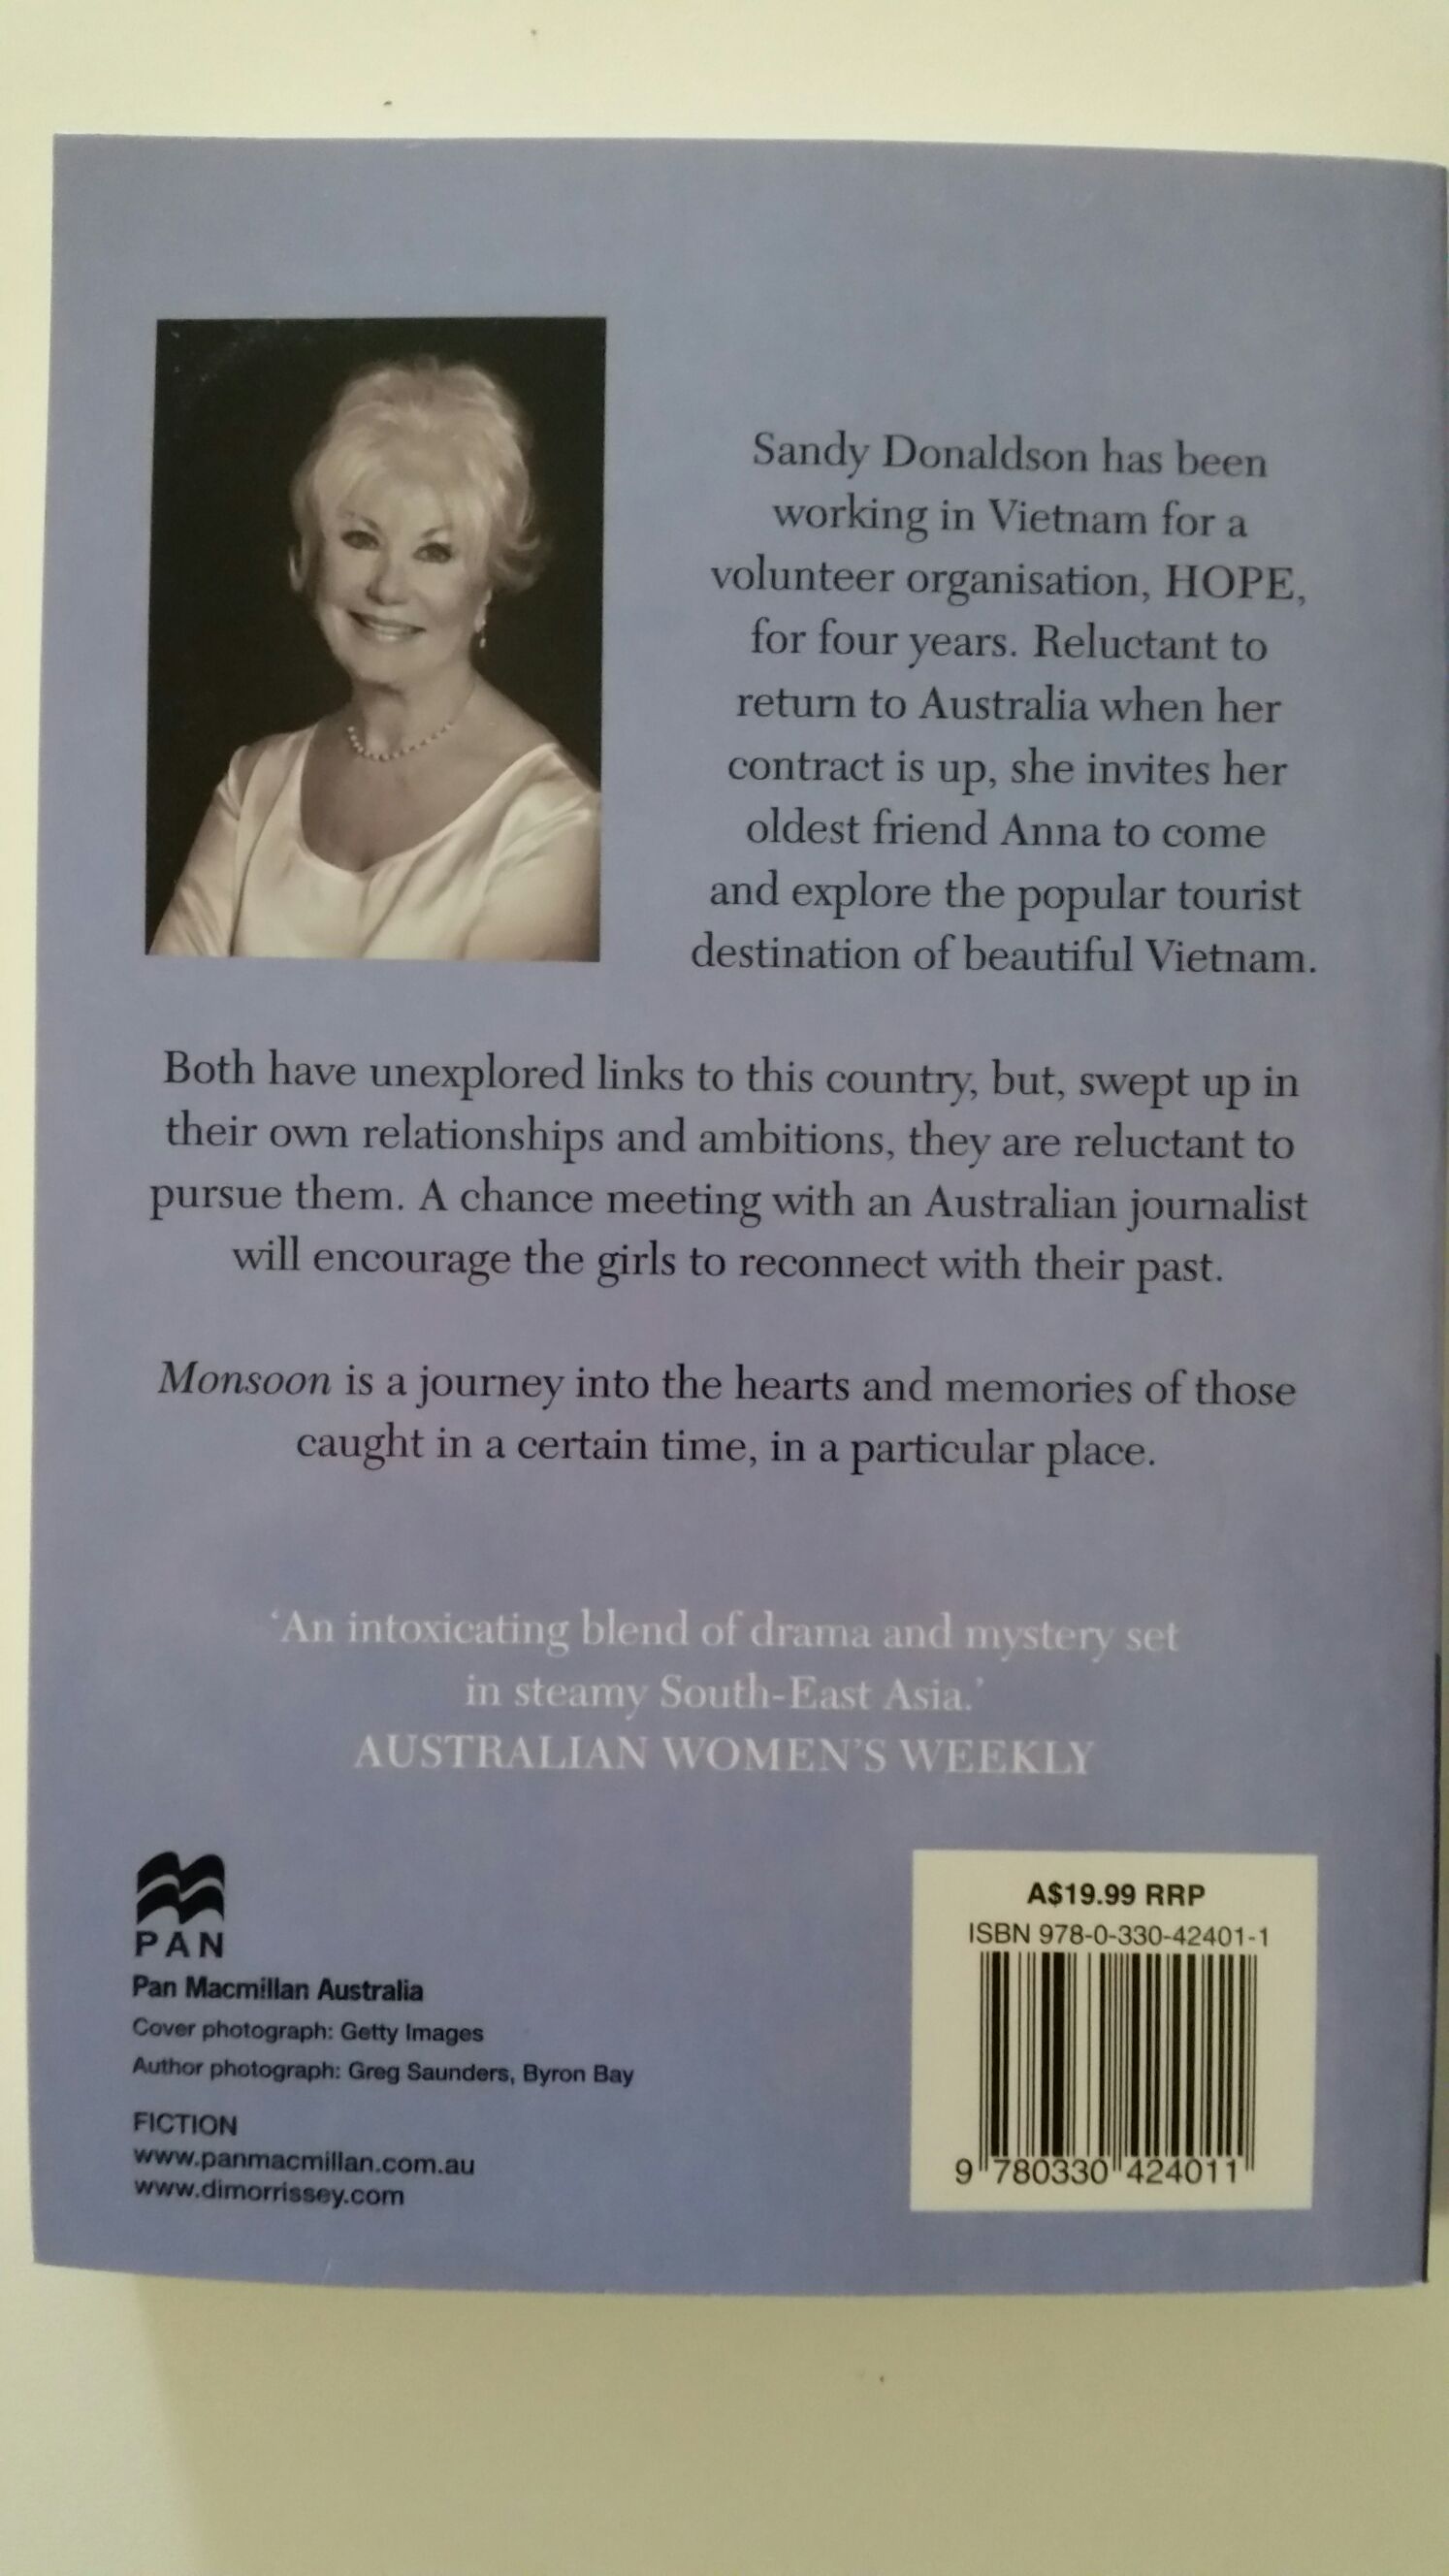 Sandy Donaldson has been
working in Vietnam for a
volunteer organisation, HOPE,
for four years. Reluctant to
return to Australia when her
contract is up, she invites her
oldest friend Anna to come
and explore the popular tourist
destination of beautiful Vietnam.
Both have unexplored links to this country, but, swept up in
their own relationships and ambitions, they are reluctant to
pursue them. A chance meeting with an Australian journalist
will encourage the girls to reconnect with their past.
Monsoon is a journey into the hearts and memories of those
caught in a certain time, in a particular place.
‘An intoxicating blend of drama and mystery set
in steamy South-East Asia.’
AUSTRALIAN WOMEN’S WEEKLY
PAN
Pan Macmillan Australia
Cover photograph: Getty Images
Author photograph: Greg Saunders, Byron Bay
FICTION
www.panmacmillan.com.au
www.dimorrissey.com
A$19.99 RRP
ISBN 978-0-330-42401-1
9 780330 424011